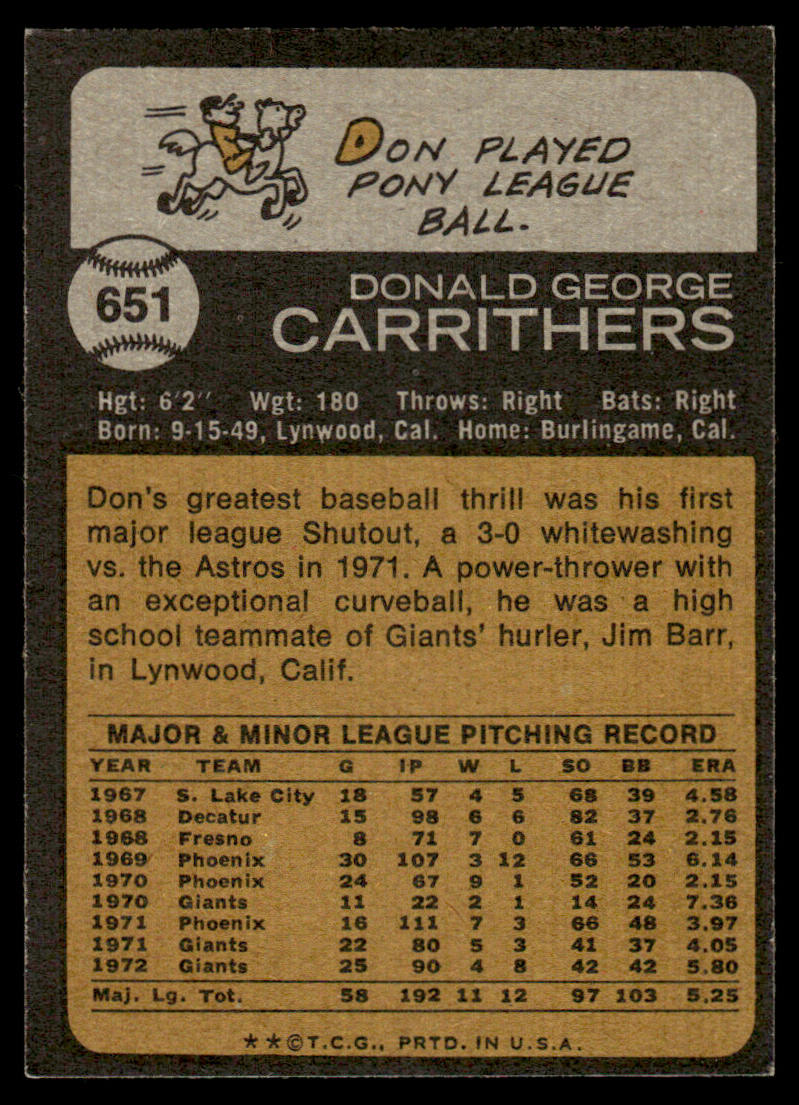 DON PLAYED
PONY LEAGUE
BALL.
651
DONALD GEORGE
CARRITHERS
Hgt: 6'2" Wgt: 180 Throws: Right Bats: Right
Born: 9-15-49, Lynwood, Cal. Home: Burlingame, Cal.
Don's greatest baseball thrill was his first
major league Shutout, a 3-0 whitewashing
vs. the Astros in 1971. A power-thrower with
an exceptional curveball, he was a high
school teammate of Giants' hurler, Jim Barr,
in Lynwood, Calif.
MAJOR & MINOR LEAGUE PITCHING RECORD
YEAR TEAM G IP W L SO BB ERA
1967 S. Lake City 18 57 4 5 68 39 4.58
1968 Decatur 15 98 6 6 82 37 2.76
1968 Fresno 8 71 7 0 61 24 2.15
1969 Phoenix 30 107 3 12 66 53 6.14
1970 Phoenix 24 67 9 1 52 20 2.15
1970 Giants 11 22 2 1 14 24 7.36
1971 Phoenix 16 111 7 3 66 48 3.97
1971 Giants 22 80 5 3 41 37 4.05
1972 Giants 25 90 4 8 42 42 5.80
Maj. Lg. Tot. 58 192 11 12 97 103 5.25
★★©T.C.G., PRTD. IN U.S.A.